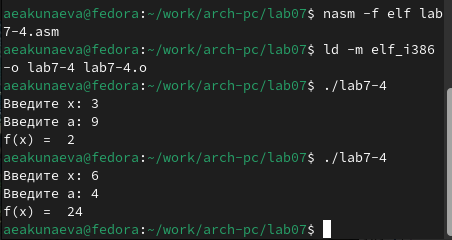 aeakunaeva@fedora:~/work/arch-pc/lab07$ nasm -f elf lab
7-4.asm
aeakunaeva@fedora:~/work/arch-pc/lab07$ ld -m elf_i386
-o lab7-4 lab7-4.o
aeakunaeva@fedora:~/work/arch-pc/lab07$ ./lab7-4
Введите x: 3
Введите a: 9
f(x) =  2
aeakunaeva@fedora:~/work/arch-pc/lab07$ ./lab7-4
Введите x: 6
Введите a: 4
f(x) =  24
aeakunaeva@fedora:~/work/arch-pc/lab07$